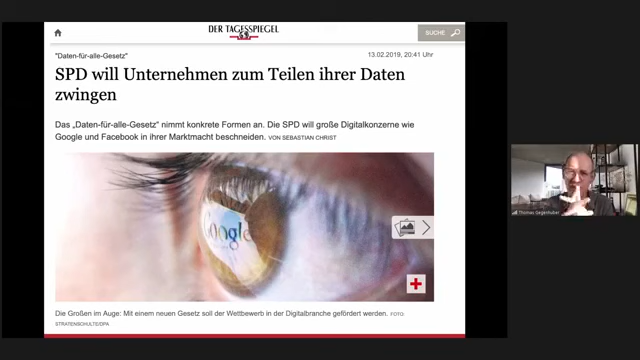 DER TAGESSPIEGEL
SUCHE
"Daten-für-alle-Gesetz"
13.02.2019, 20:41 Uhr
SPD will Unternehmen zum Teilen ihrer Daten
zwingen
Das „Daten-für-alle-Gesetz" nimmt konkrete Formen an. Die SPD will große Digitalkonzerne wie
Google und Facebook in ihrer Marktmacht beschneiden. VON SEBASTIAN CHRIST
Google
Die Großen im Auge: Mit einem neuen Gesetz soll der Wettbewerb in der Digitalbranche gefördert werden. FOTO:
STRATENSCHULTE/DPA
Thomas Gegenhuber